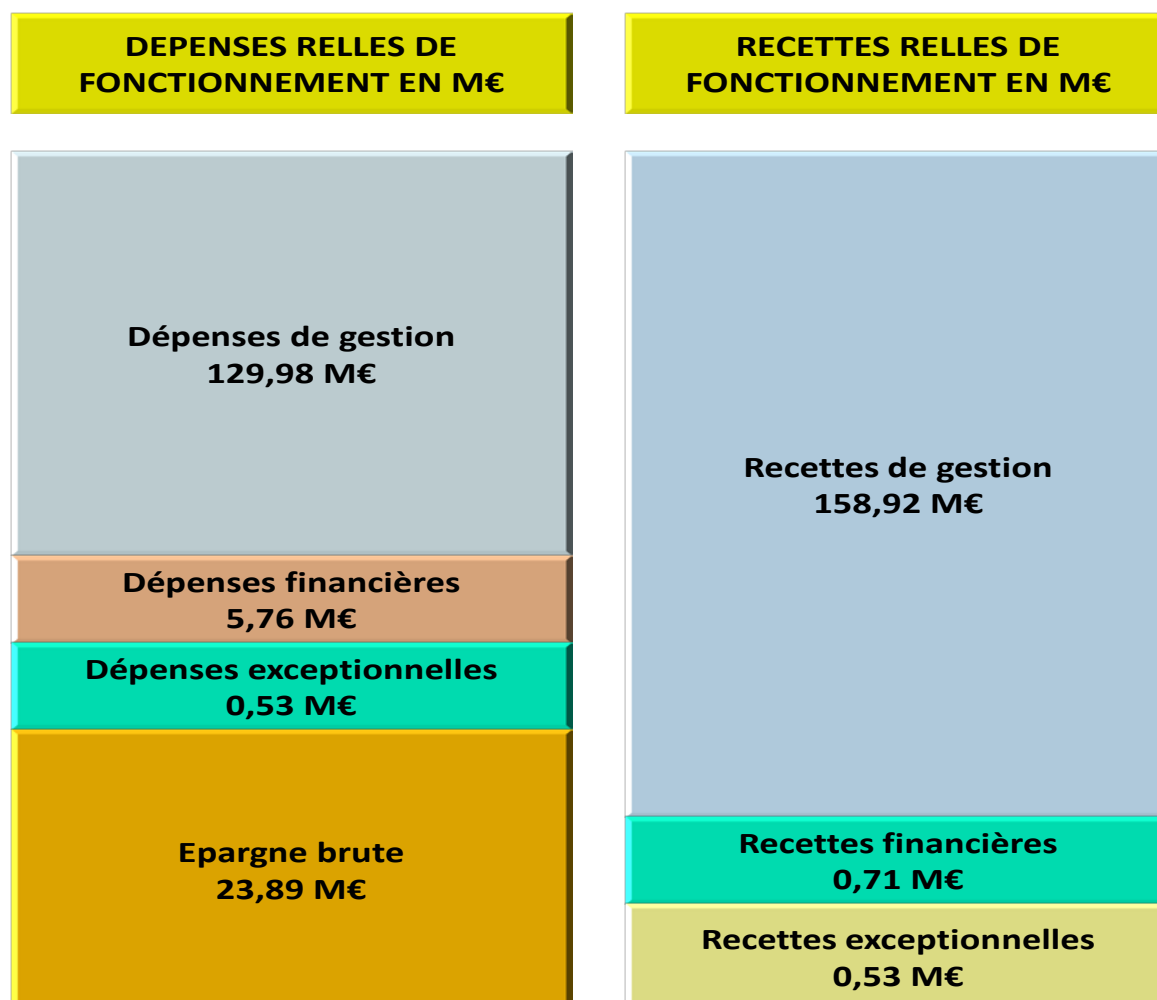 DEPENSES RELLES DE
FONCTIONNEMENT EN M€
Dépenses de gestion
129,98 M€
Dépenses financières
5,76 M€
Dépenses exceptionnelles
0,53 M€
Epargne brute
23,89 M€
RECETTES RELLES DE
FONCTIONNEMENT EN M€
Recettes de gestion
158,92 M€
Recettes financières
0,71 M€
Recettes exceptionnelles
0,53 M€